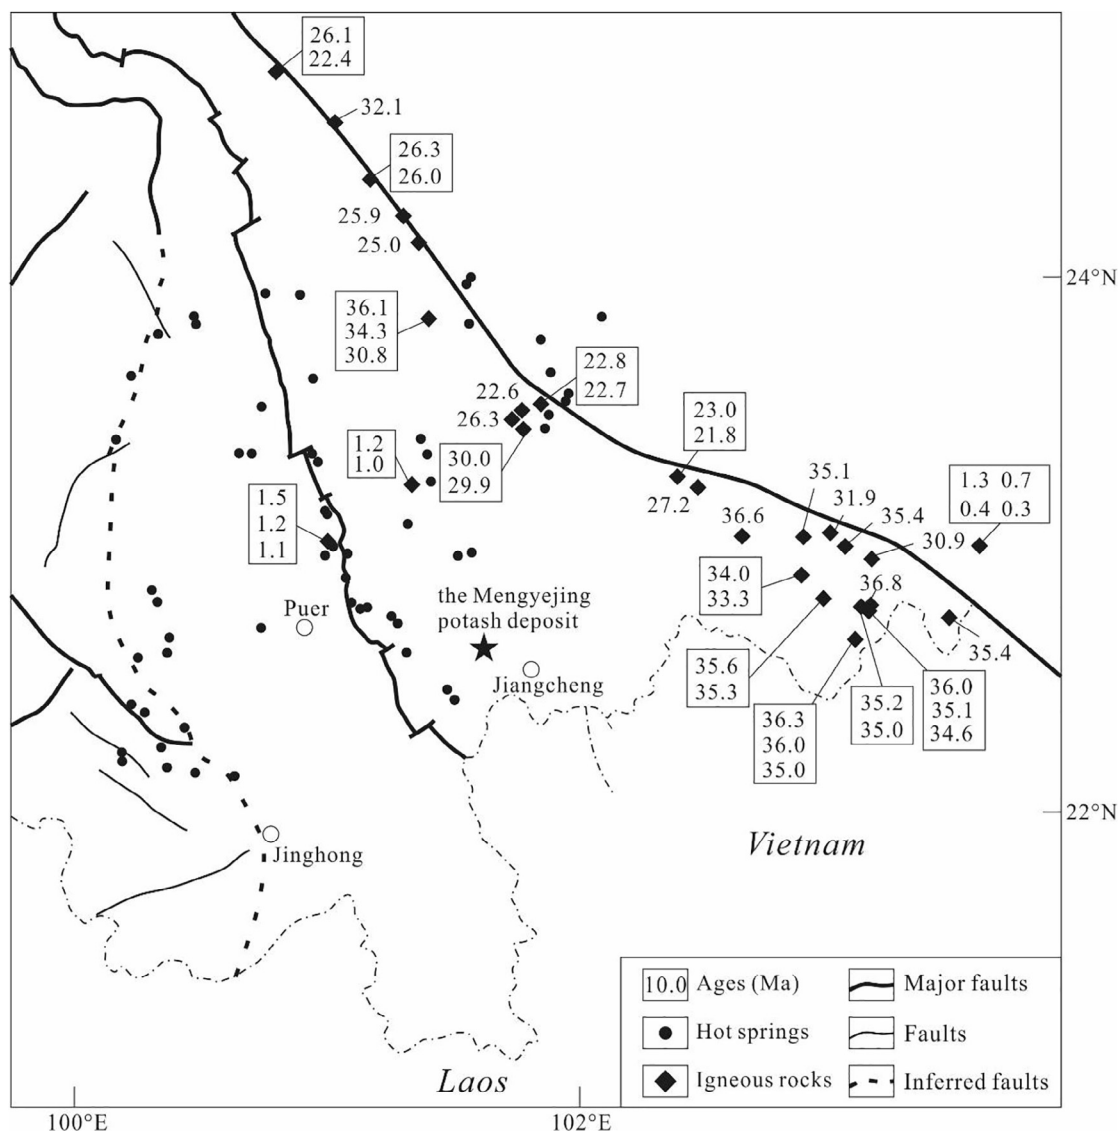 26.1
22.4
32.1
26.3
26.0
25.9
25.0
24°N
36.1
34.3
30.8
22.8
22.7
22.6
26.3
23.0
21.8
30.0
29.9
1.2
1.0
27.2
35.1
1.3 0.7
0.4 0.3
1.5
1.2
1.1
36.6
31.9
35.4
30.9
34.0
33.3
36.8
the Mengyejing
potash deposit
Puer
35.4
Jiangcheng
35.6
35.3
36.3
36.0
35.0
35.2
35.0
36.0
35.1
34.6
22°N
Vietnam
Jinghong
Laos
10.0 Ages (Ma)
Major faults
Hot springs
Faults
Igneous rocks
Inferred faults
100°E
102°E